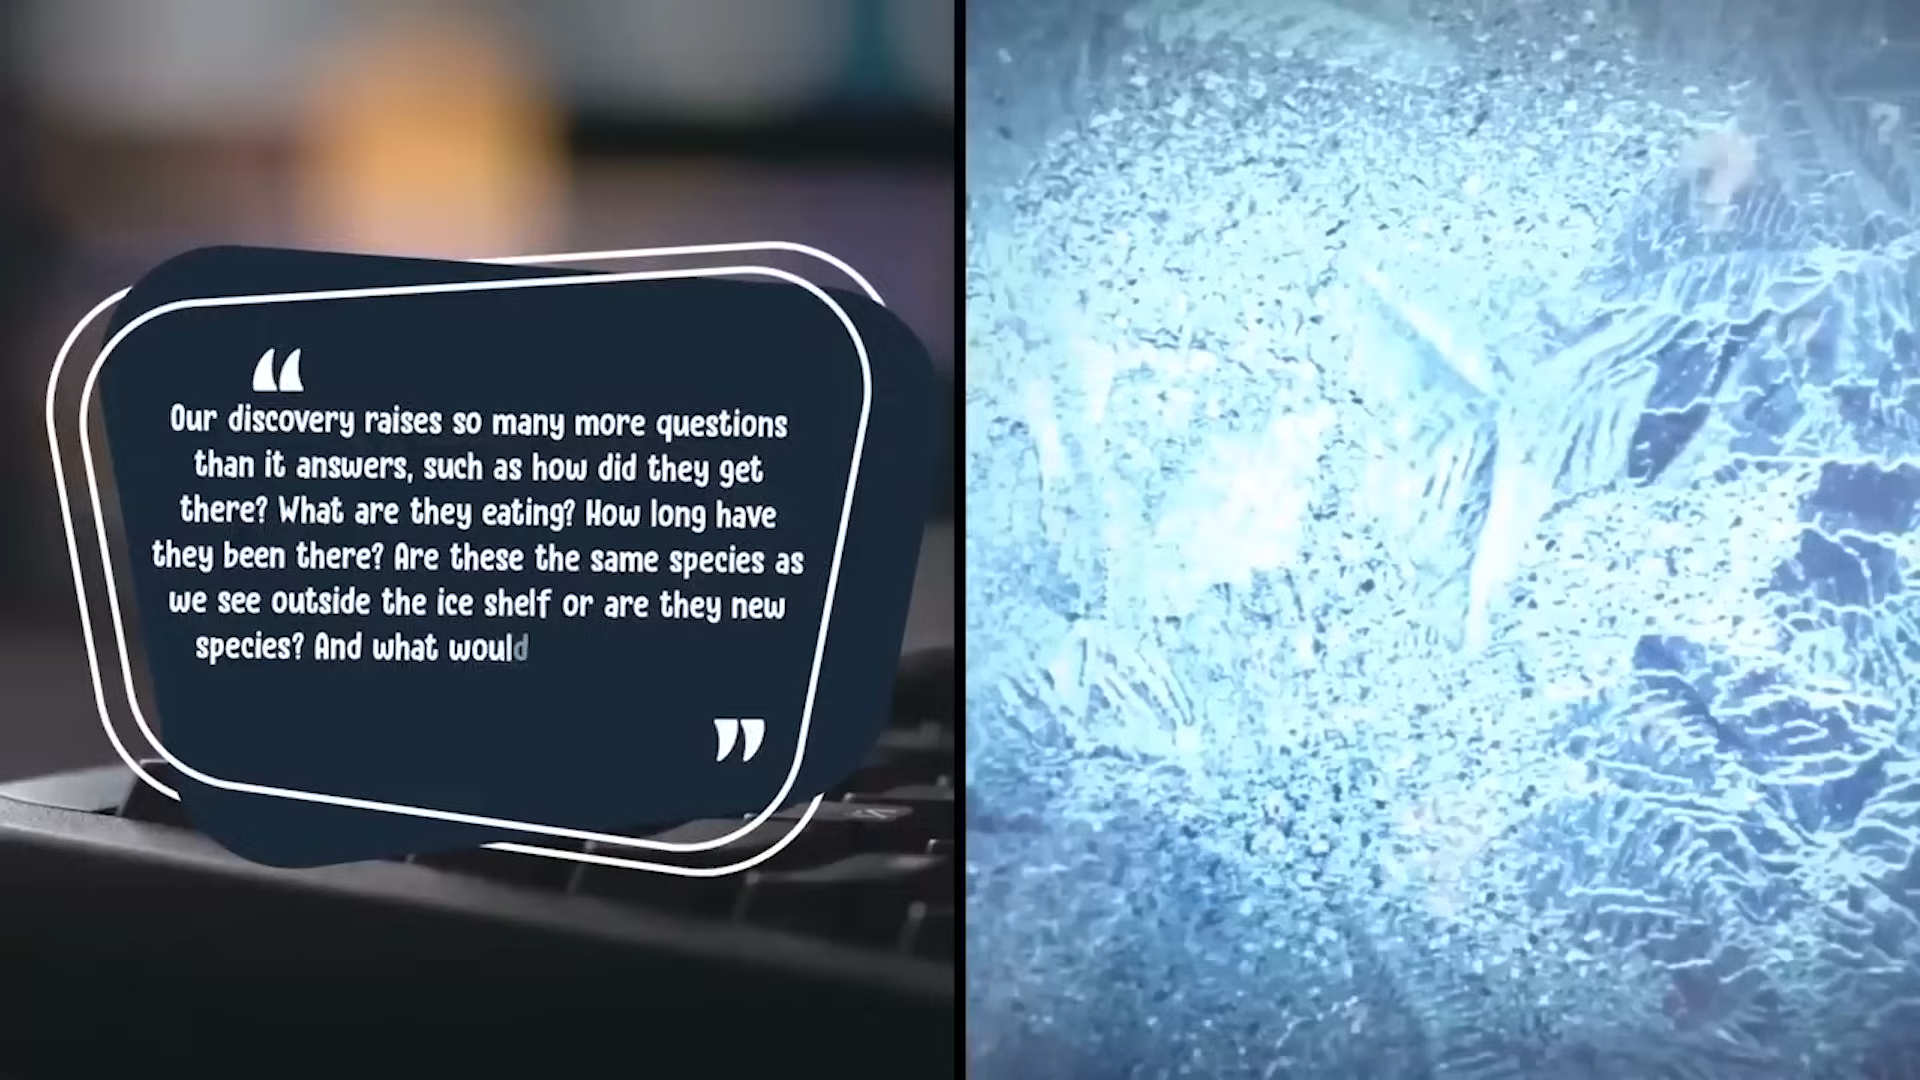 “
Our discovery raises so many more questions
than it answers, such as how did they get
there? What are they eating? How long have
they been there? Are these the same species as
we see outside the ice shelf or are they new
species? And what would
”